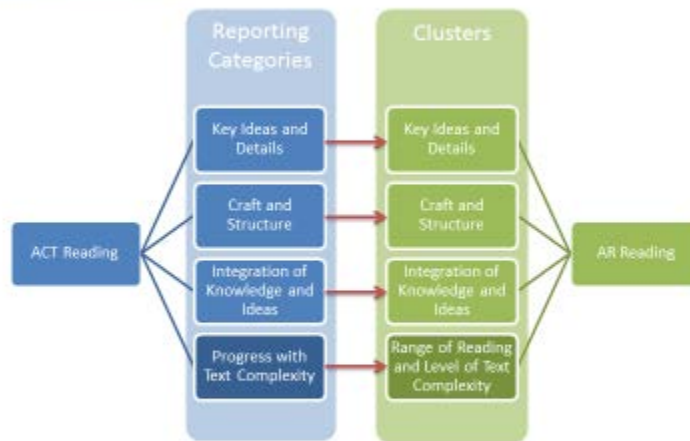 Reporting
Categories
Clusters
Key Ideas and
Details
Key Ideas and
Details
Craft and
Structure
Craft and
Structure
ACT Reading
AR Reading
Integration of
Knowledge and
Ideas
Integration of
Knowledge and
Ideas
Progress with
Text Complexity
Range of Reading
and Level of Text
Complexity